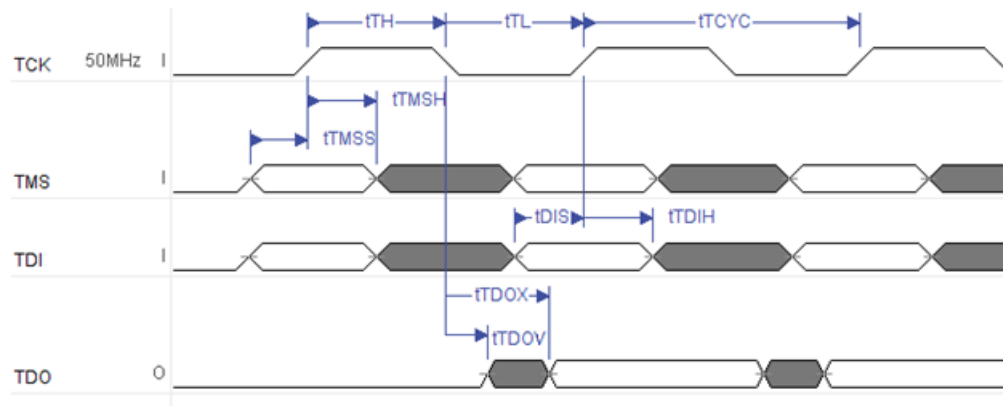 tTH tTL tTCYC
TCK 50MHz I
tTMSH
tTMSS
TMS I
tDIS tTDIH
TDI I
tTDOX
tTDOV
TDO O